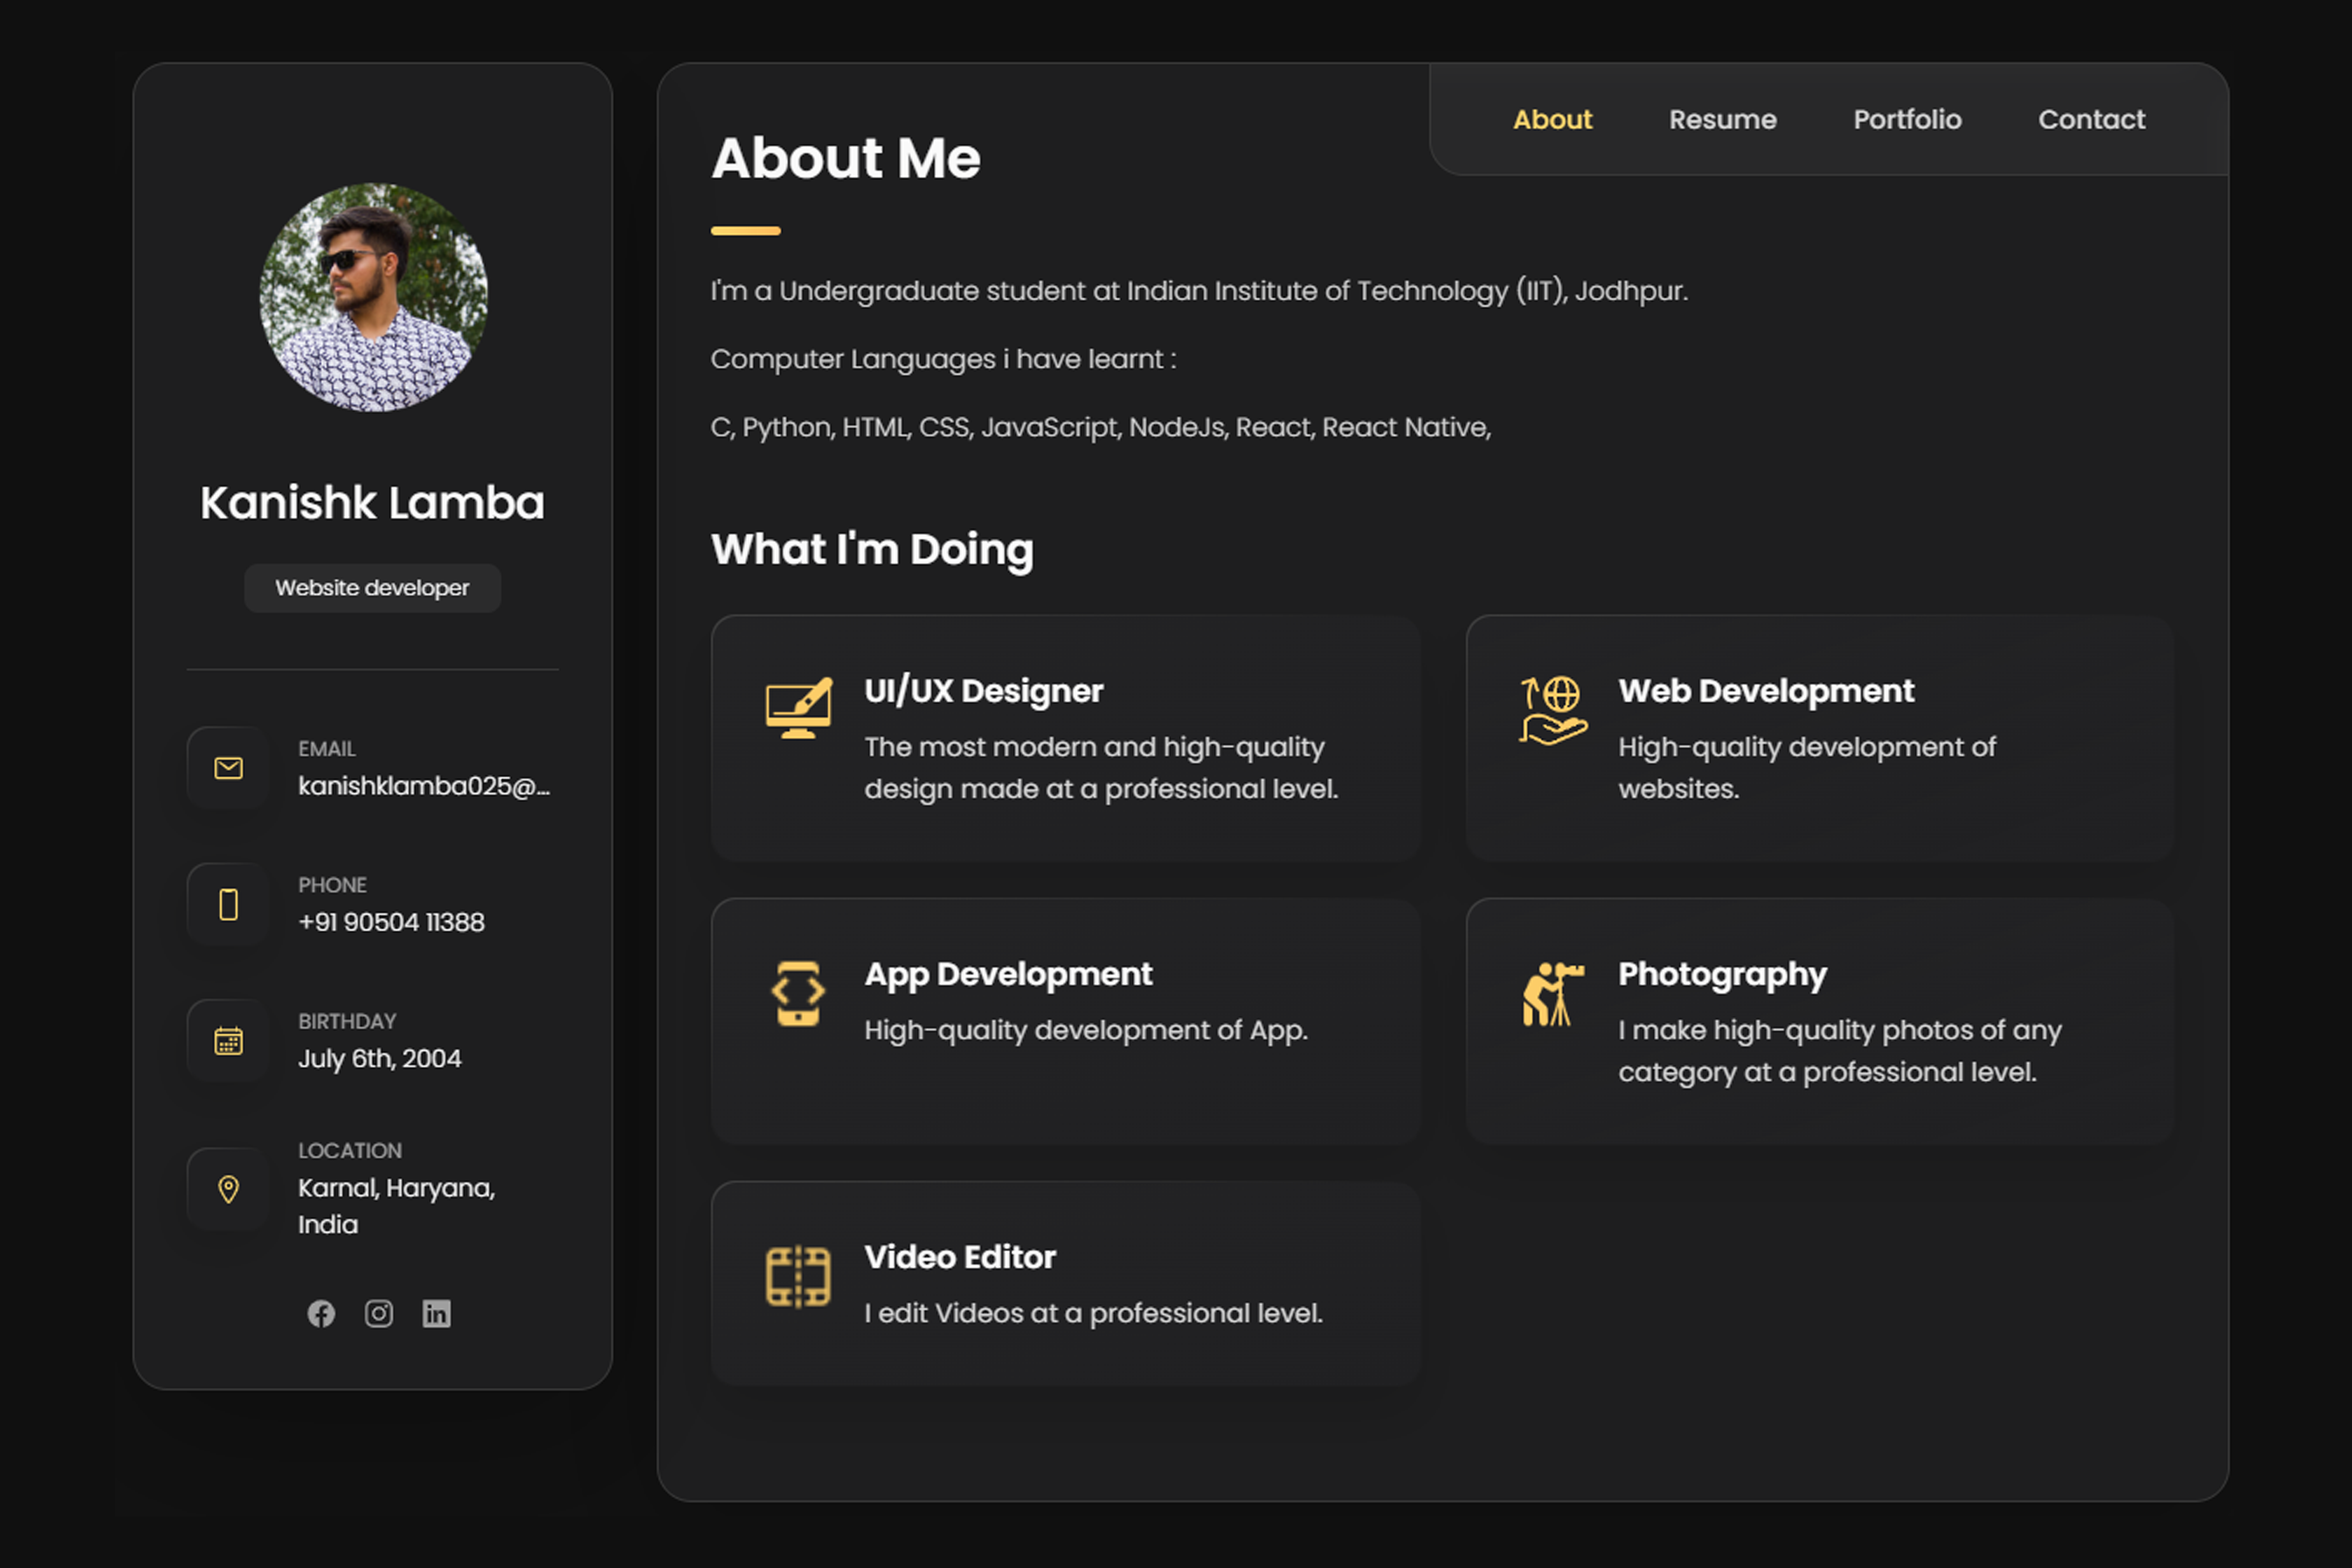 Kanishk Lamba
Website developer
EMAIL
kanishklamba025@...
PHONE
+91 90504 11388
BIRTHDAY
July 6th, 2004
LOCATION
Karnal, Haryana,
India
About Resume Portfolio Contact
About Me
I'm a Undergraduate student at Indian Institute of Technology (IIT), Jodhpur.
Computer Languages i have learnt :
C, Python, HTML, CSS, JavaScript, NodeJs, React, React Native,
What I'm Doing
UI/UX Designer
The most modern and high-quality
design made at a professional level.
Web Development
High-quality development of
websites.
App Development
High-quality development of App.
Photography
I make high-quality photos of any
category at a professional level.
Video Editor
I edit Videos at a professional level.